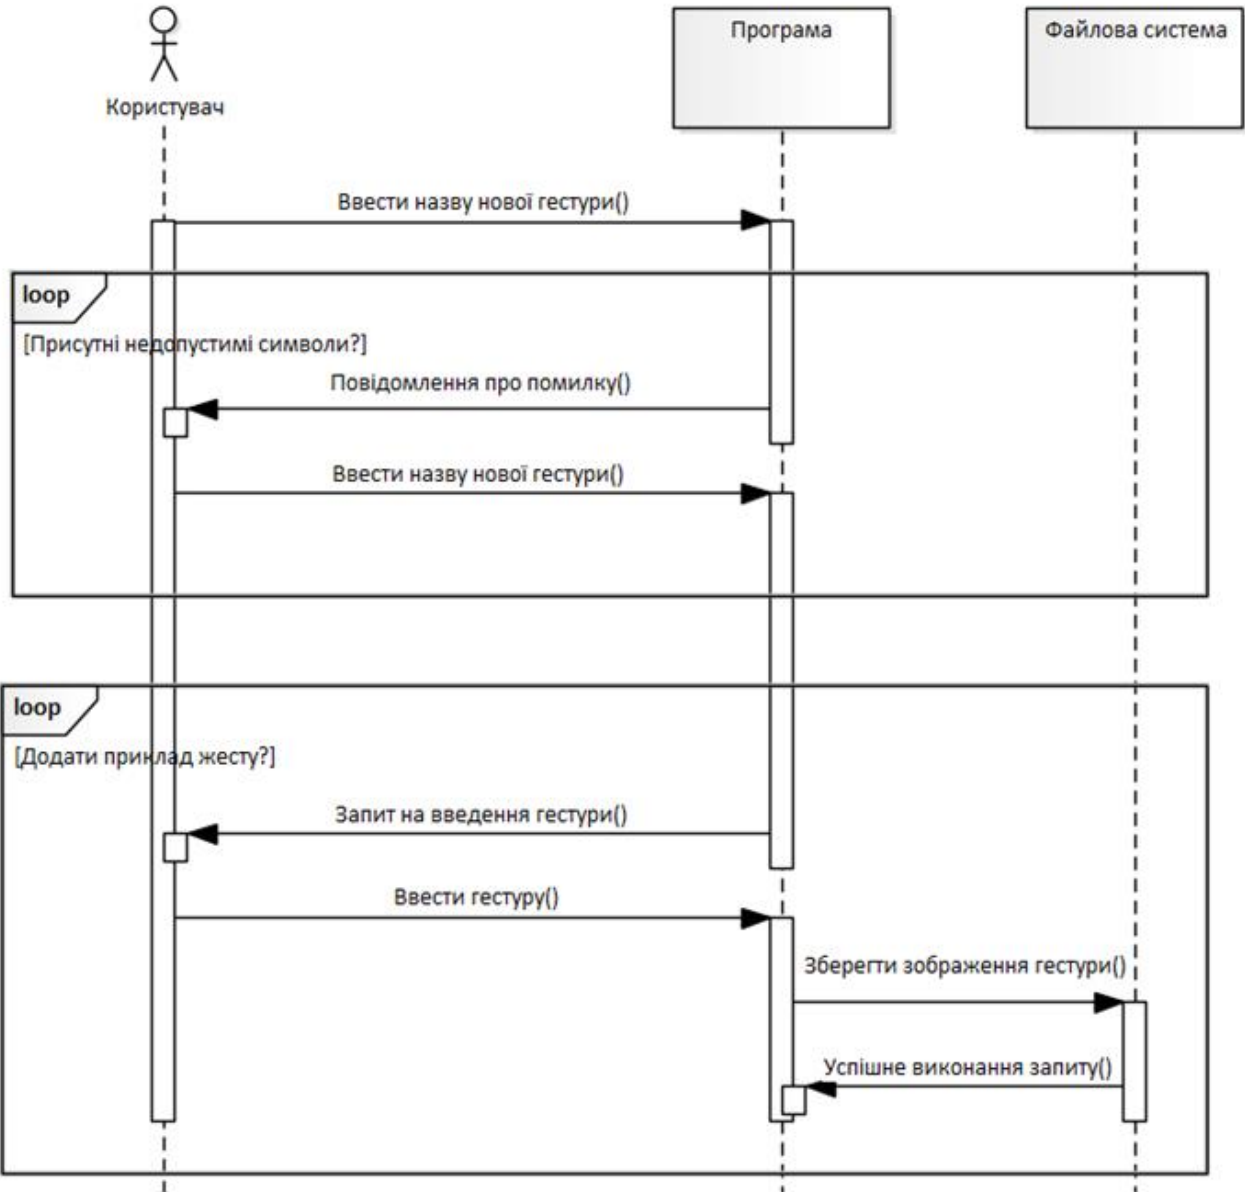 Користувач
Програма
Файлова система
Ввести назву нової гестури()
loop
[Присутні недопустимі символи?]
Повідомлення про помилку()
Ввести назву нової гестури()
loop
[Додати приклад жесту?]
Запит на введення гестури()
Ввести гестуру()
Зберегти зображення гестури()
Успішне виконання запиту()